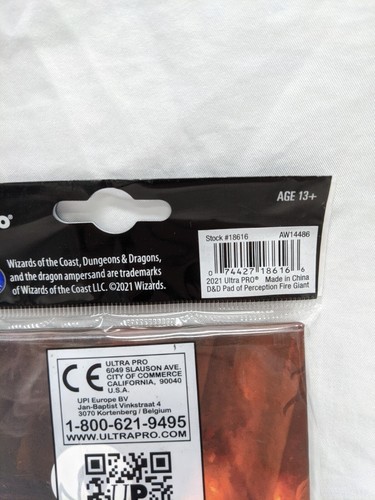 AGE 13+
Stock #18616 AW14486
0 74427 18616 6
2021 Ultra PRO® Made in China
D&D Pad of Perception Fire Giant
Wizards of the Coast, Dungeons & Dragons,
and the dragon ampersand are trademarks
of Wizards of the Coast LLC. ©2021 Wizards.
CE
ULTRA PRO
6049 SLAUSON AVE.
CITY OF COMMERCE
CALIFORNIA, 90040
U.S.A.
UPI Europe BV
Jan-Baptist Vinkstraat 4
3070 Kortenberg / Belgium
1-800-621-9495
WWW.ULTRAPRO.COM
UP